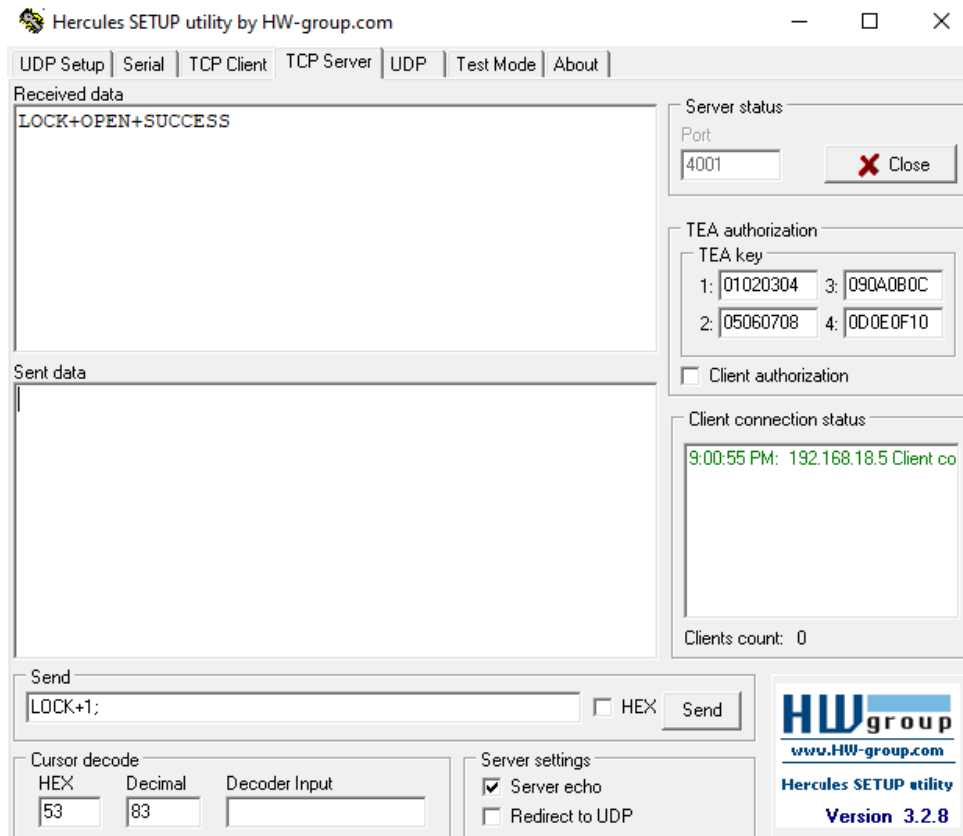 Hercules SETUP utility by HW-group.com
UDP Setup Serial TCP Client TCP Server UDP Test Mode About
Received data
LOCK+OPEN+SUCCESS
Server status
Port
4001 Close
TEA authorization
TEA key
1: 01020304 3: 090A0B0C
2: 05060708 4: 0D0E0F10
Client authorization
Sent data
Client connection status
9:00:55 PM: 192.168.18.5 Client co
Clients count: 0
Send
LOCK+1; HEX Send
Cursor decode
HEX Decimal Decoder Input
53 83
Server settings
Server echo
Redirect to UDP
HWgroup
www.HW-group.com
Hercules SETUP utility
Version 3.2.8